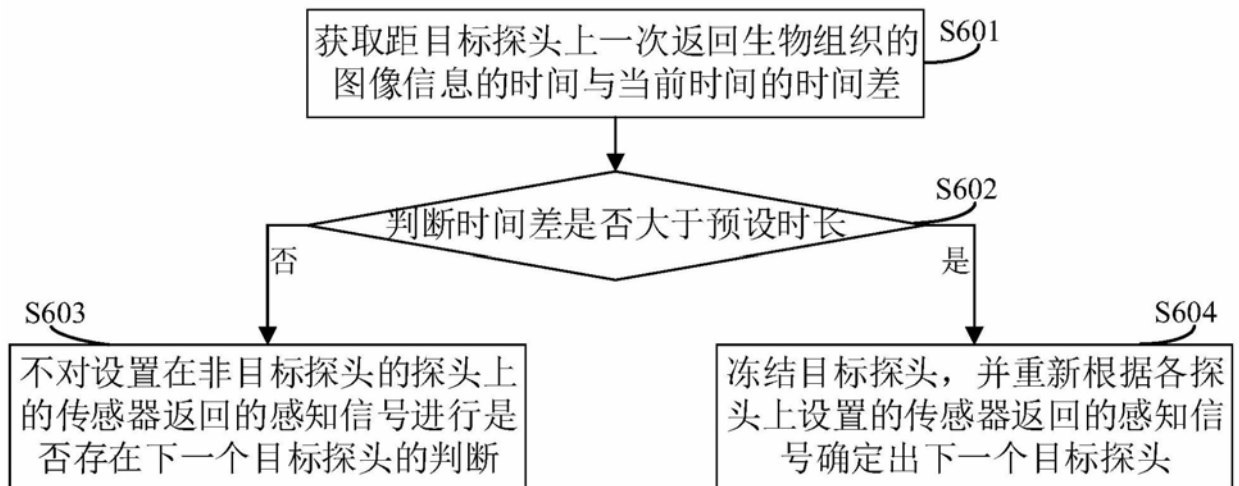 获取距目标探头上一次返回生物组织的
图像信息的时间与当前时间的时间差
S601
判断时间差是否大于预设时长
S602
否
是
S603
不对设置在非目标探头的探头上
的传感器返回的感知信号进行是
否存在下一个目标探头的判断
S604
冻结目标探头，并重新根据各探
头上设置的传感器返回的感知信
号确定出下一个目标探头